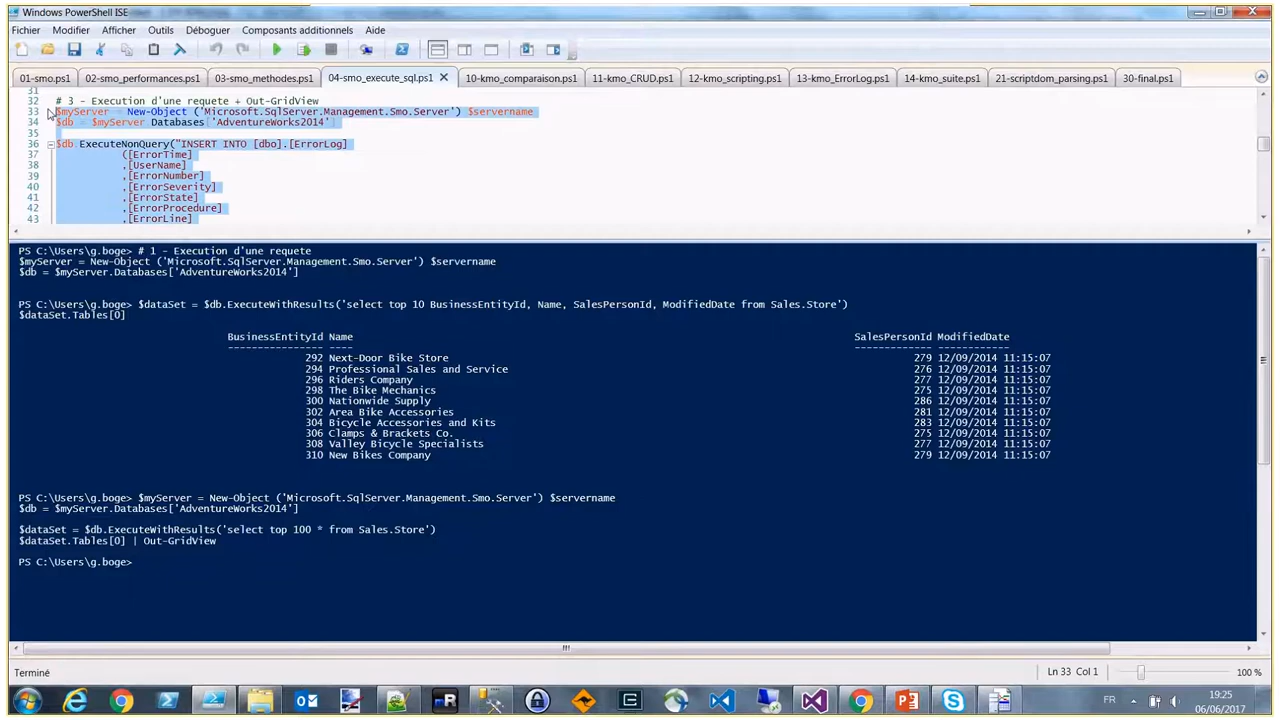 Windows PowerShell ISE
Fichier Modifier Afficher Outils Déboguer Composants additionnels Aide
01-smo.ps1 02-smo_performances.ps1 03-smo_methodes.ps1 04-smo_execute_sql.ps1 10-kmo_comparaison.ps1 11-kmo_CRUD.ps1 12-kmo_scripting.ps1 13-kmo_ErrorLog.ps1 14-kmo_suite.ps1 21-scriptdom_parsing.ps1 30-final.ps1
31
32 # 3 - Execution d'une requete + Out-GridView
33 $myServer = New-Object ('Microsoft.SqlServer.Management.Smo.Server') $servername
34 $db = $myServer.Databases['AdventureWorks2014']
35
36 $db.ExecuteNonQuery("INSERT INTO [dbo].[ErrorLog]
37 ([ErrorTime]
38 ,[UserName]
39 ,[ErrorNumber]
40 ,[ErrorSeverity]
41 ,[ErrorState]
42 ,[ErrorProcedure]
43 ,[ErrorLine]
PS C:\Users\g.boge> # 1 - Execution d'une requete
$myServer = New-Object ('Microsoft.SqlServer.Management.Smo.Server') $servername
$db = $myServer.Databases['AdventureWorks2014']
PS C:\Users\g.boge> $dataSet = $db.ExecuteWithResults('select top 10 BusinessEntityId, Name, SalesPersonId, ModifiedDate from Sales.Store')
$dataSet.Tables[0]
BusinessEntityId Name SalesPersonId ModifiedDate
---------------- ---- ------------- ------------
292 Next-Door Bike Store 279 12/09/2014 11:15:07
294 Professional Sales and Service 276 12/09/2014 11:15:07
296 Riders Company 277 12/09/2014 11:15:07
298 The Bike Mechanics 275 12/09/2014 11:15:07
300 Nationwide Supply 286 12/09/2014 11:15:07
302 Area Bike Accessories 281 12/09/2014 11:15:07
304 Bicycle Accessories and Kits 283 12/09/2014 11:15:07
306 Clamps & Brackets Co. 275 12/09/2014 11:15:07
308 Valley Bicycle Specialists 277 12/09/2014 11:15:07
310 New Bikes Company 279 12/09/2014 11:15:07
PS C:\Users\g.boge> $myServer = New-Object ('Microsoft.SqlServer.Management.Smo.Server') $servername
$db = $myServer.Databases['AdventureWorks2014']
$dataSet = $db.ExecuteWithResults('select top 100 * from Sales.Store')
$dataSet.Tables[0] | Out-GridView
PS C:\Users\g.boge>
Terminé Ln 33 Col 1 100 %
FR 19:25
06/06/2017